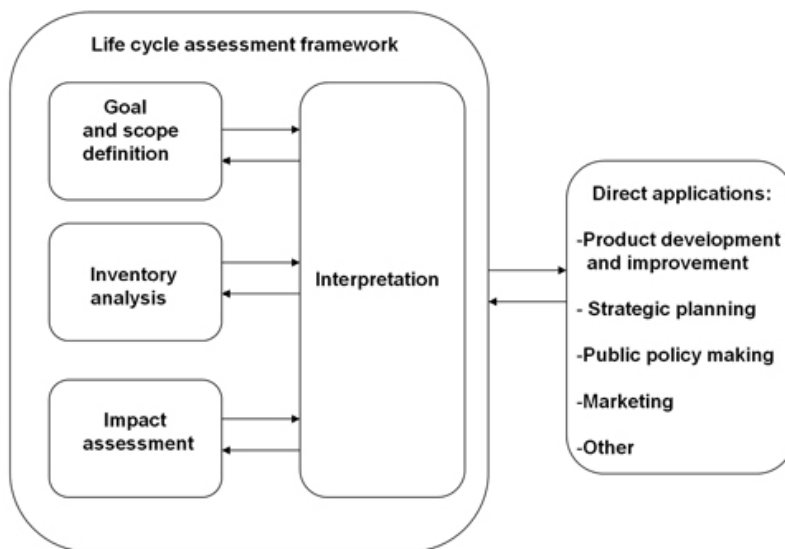 Life cycle assessment framework
Goal
and scope
definition
Inventory
analysis
Impact
assessment
Interpretation
Direct applications:
-Product development
and improvement
- Strategic planning
-Public policy making
-Marketing
-Other